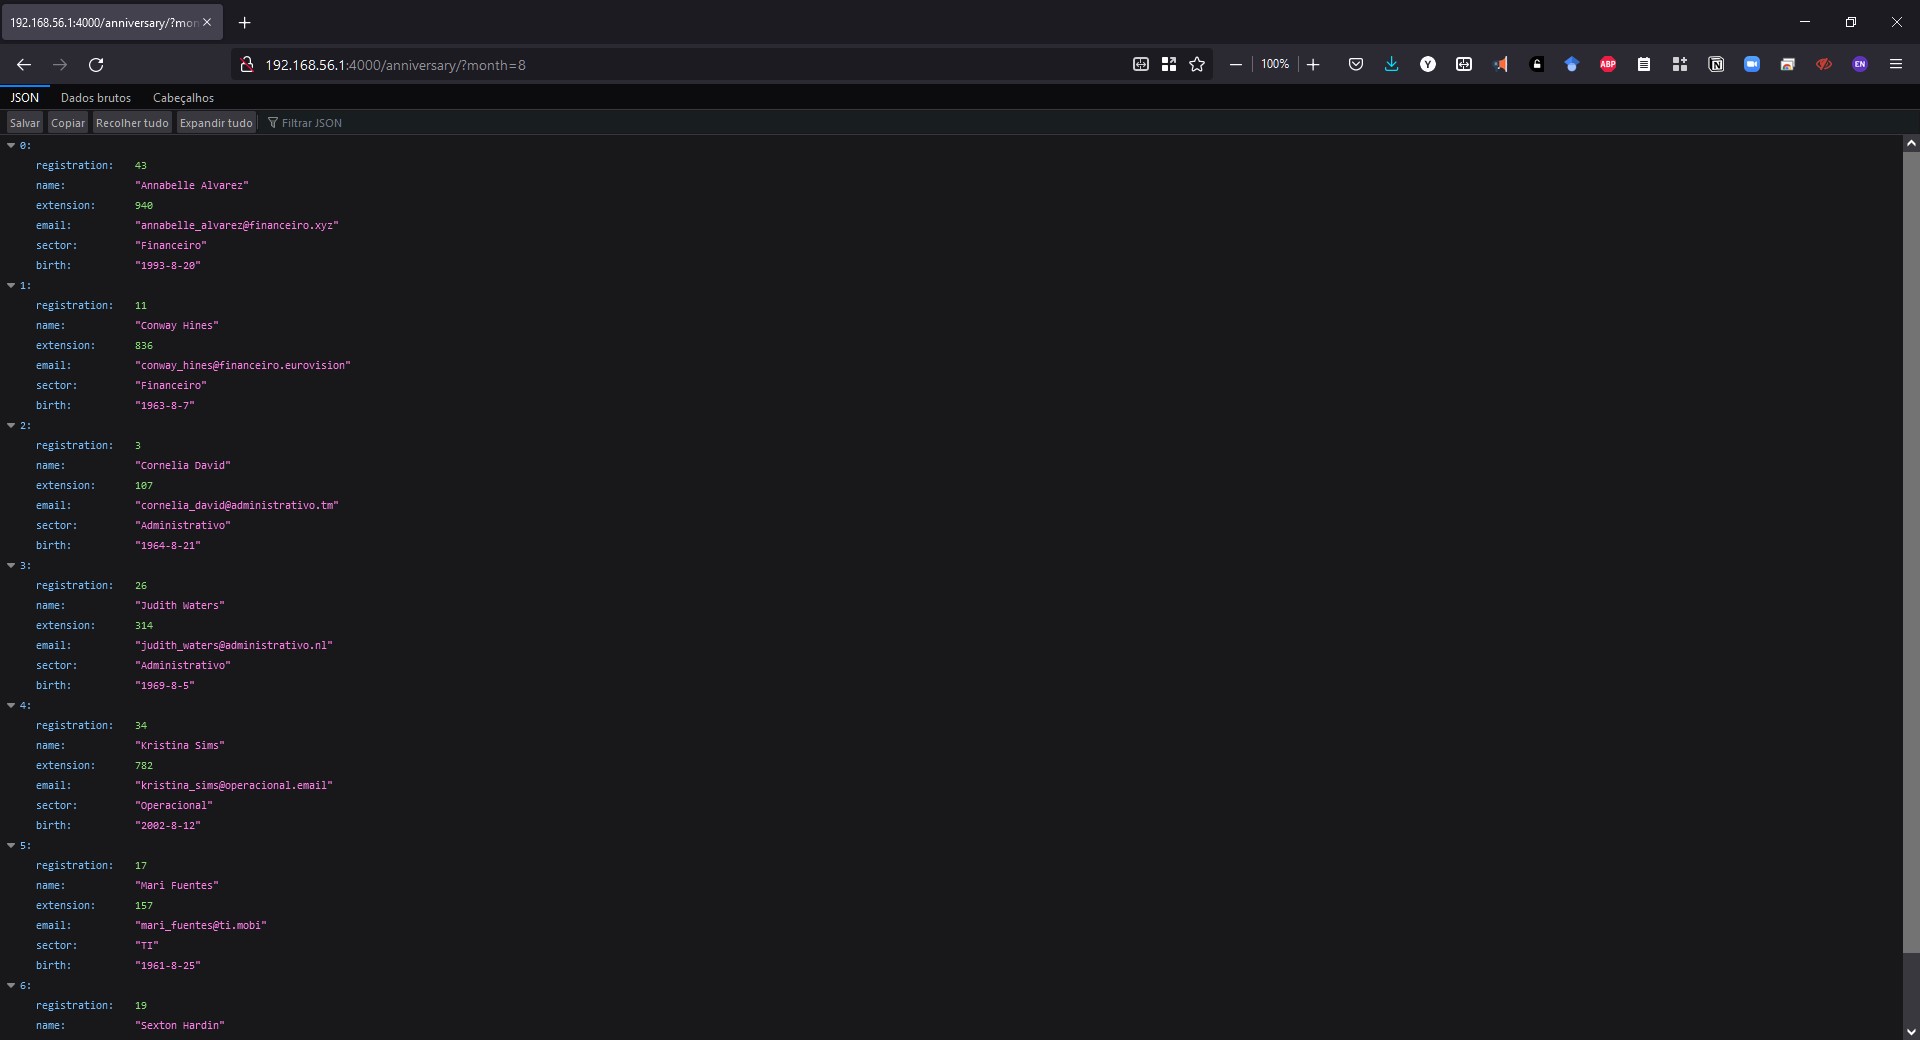 192.168.56.1:4000/anniversary/?mon
192.168.56.1:4000/anniversary/?month=8
100%
Y
ABP
N
EN
JSON Dados brutos Cabeçalhos
Salvar Copiar Recolher tudo Expandir tudo Filtrar JSON
0:
registration: 43
name: "Annabelle Alvarez"
extension: 940
email: "annabelle_alvarez@financeiro.xyz"
sector: "Financeiro"
birth: "1993-8-20"
1:
registration: 11
name: "Conway Hines"
extension: 836
email: "conway_hines@financeiro.eurovision"
sector: "Financeiro"
birth: "1963-8-7"
2:
registration: 3
name: "Cornelia David"
extension: 107
email: "cornelia_david@administrativo.tm"
sector: "Administrativo"
birth: "1964-8-21"
3:
registration: 26
name: "Judith Waters"
extension: 314
email: "judith_waters@administrativo.nl"
sector: "Administrativo"
birth: "1969-8-5"
4:
registration: 34
name: "Kristina Sims"
extension: 782
email: "kristina_sims@operacional.email"
sector: "Operacional"
birth: "2002-8-12"
5:
registration: 17
name: "Mari Fuentes"
extension: 157
email: "mari_fuentes@ti.mobi"
sector: "TI"
birth: "1961-8-25"
6:
registration: 19
name: "Sexton Hardin"